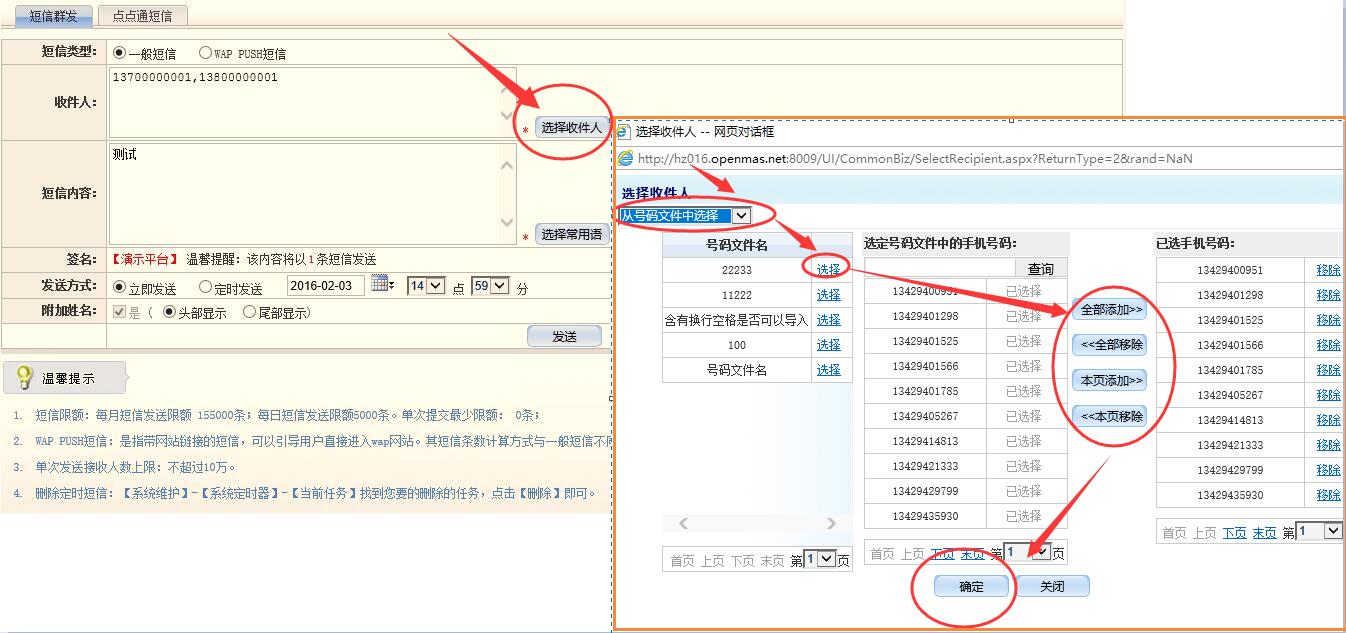 短信群发 点点通短信
短信类型: 一般短信 WAP PUSH短信
收件人: 13700000001,13800000001
* 选择收件人
短信内容: 测试
* 选择常用语
签名: 【演示平台】 温馨提醒: 该内容将以1条短信发送
发送方式: 立即发送 定时发送 2016-02-03 14 点 59 分
附加姓名: 是 ( 头部显示 尾部显示)
发送
温馨提示
1. 短信限额: 每月短信发送限额 155000条; 每日短信发送限额5000条。单次提交最少限额: 0条;
2. WAP PUSH短信: 是指带网站链接的短信, 可以引导用户直接进入wap网站。其短信条数计算方式与一般短信不
3. 单次发送接收人数上限: 不超过10万。
4. 删除定时短信: 【系统维护】-【系统定时器】-【当前任务】找到您要的删除的任务, 点击【删除】即可。
选择收件人 -- 网页对话框
http://hz016.openmas.net:8009/UI/CommonBiz/SelectRecipient.aspx?ReturnType=2&rand=NaN
选择收件人
从号码文件中选择
号码文件名
22233 选择
11222 选择
含有换行空格是否可以导入 选择
100 选择
号码文件名 选择
首页 上页 下页 末页 第 1 页
选定号码文件中的手机号码:
查询
13429400951 已选择
13429401298 已选择
13429401525 已选择
13429401566 已选择
13429401785 已选择
13429405267 已选择
13429414813 已选择
13429421333 已选择
13429429799 已选择
13429435930 已选择
首页 上页 下页 末页 第 1 页
全部添加>>
<<全部移除
本页添加>>
<<本页移除
已选手机号码:
13429400951 移除
13429401298 移除
13429401525 移除
13429401566 移除
13429401785 移除
13429405267 移除
13429414813 移除
13429421333 移除
13429429799 移除
13429435930 移除
首页 上页 下页 末页 第 1
确定 关闭